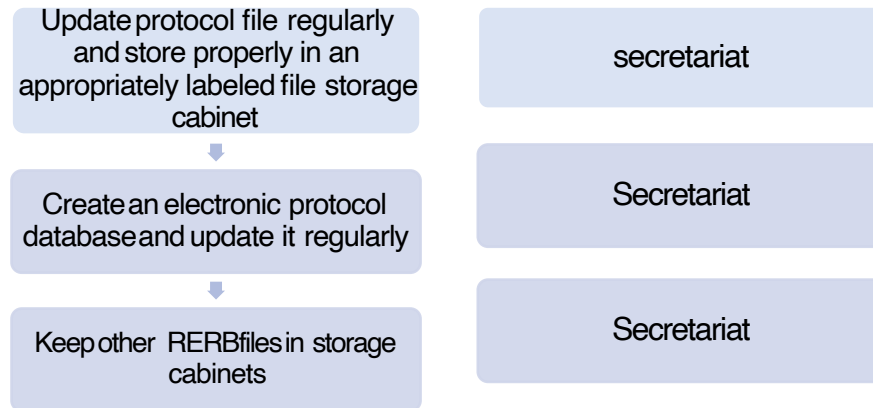 Update protocol file regularly
and store properly in an
appropriately labeled file storage
cabinet
secretariat
Create an electronic protocol
database and update it regularly
Secretariat
Keep other RERB files in storage
cabinets
Secretariat